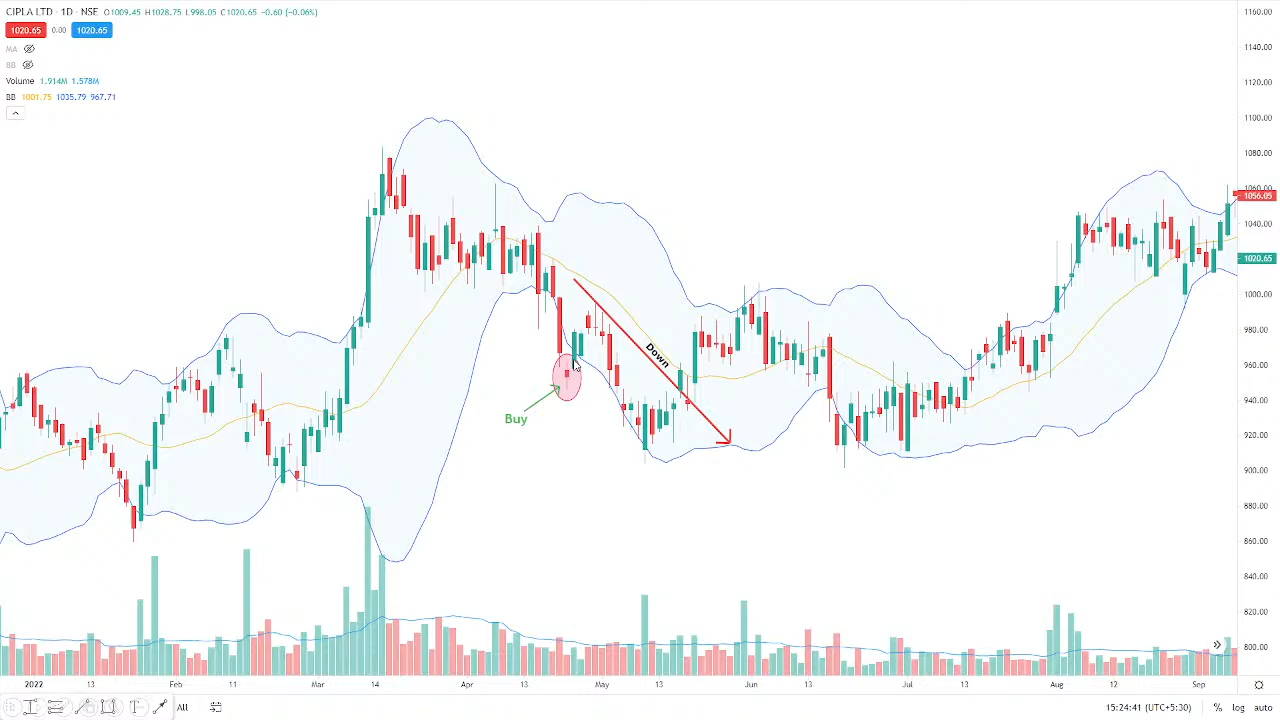 CIPLA LTD · 1D · NSE O1009.45 H1028.75 L998.05 C1020.65 −0.60 (−0.06%)
1020.65 0.00 1020.65
MA
BB
Volume 1.914M 1.578M
BB 1001.75 1035.79 967.71
1160.00
1140.00
1120.00
1100.00
1080.00
1060.00
1056.05
1040.00
1020.65
1000.00
980.00
960.00
940.00
920.00
900.00
880.00
860.00
840.00
820.00
800.00
Down
Buy
2022 13 Feb 11 Mar 14 Apr 13 May 13 Jun 13 Jul 13 Aug 12 Sep
All
15:24:41 (UTC+5:30) % log auto